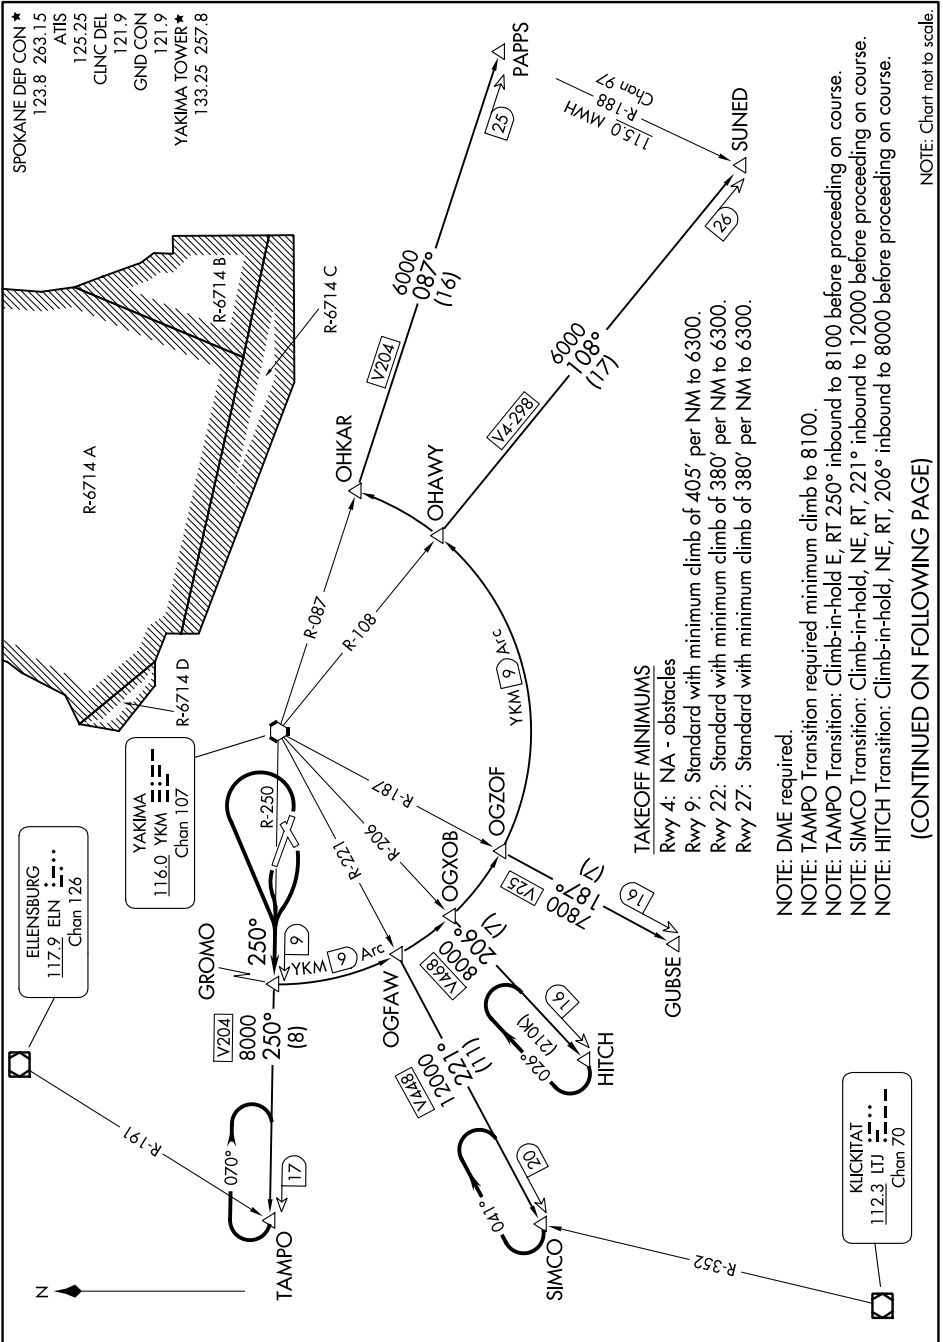 SPOKANE DEP CON ★
123.8 263.15
ATIS
125.25
CLNC DEL
121.9
GND CON
121.9
YAKIMA TOWER ★
133.25 257.8
ELLENSBURG
117.9 ELN
Chan 126
YAKIMA
116.0 YKM
Chan 107
R-6714 A
R-6714 B
R-6714 C
R-6714 D
N
R-191
TAMPO
070°
17
V204
8000
250°
(8)
GROMO
250°
9
R-250
YKM 9 Arc
R-087
R-108
R-187
R-206
R-221
OHKAR
V204
6000
087°
(16)
25
PAPPS
115.0 MWH
R-188
Chan 97
OHAWY
V4-298
6000
108°
(17)
26
SUNED
YKM 9 Arc
OGFAW
V448
12000
221°
(11)
20
041°
SIMCO
R-352
OGXOB
V468
8000
206°
(7)
16
026°
(210K)
HITCH
OGZOF
V25
7800
187°
(7)
16
GUBSE
KLICKITAT
112.3 LTJ
Chan 70
TAKEOFF MINIMUMS
Rwy 4: NA - obstacles
Rwy 9: Standard with minimum climb of 405' per NM to 6300.
Rwy 22: Standard with minimum climb of 380' per NM to 6300.
Rwy 27: Standard with minimum climb of 380' per NM to 6300.
NOTE: DME required.
NOTE: TAMPO Transition required minimum climb to 8100.
NOTE: TAMPO Transition: Climb-in-hold E, RT 250° inbound to 8100 before proceeding on course.
NOTE: SIMCO Transition: Climb-in-hold, NE, RT, 221° inbound to 12000 before proceeding on course.
NOTE: HITCH Transition: Climb-in-hold, NE, RT, 206° inbound to 8000 before proceeding on course.
(CONTINUED ON FOLLOWING PAGE)
NOTE: Chart not to scale.